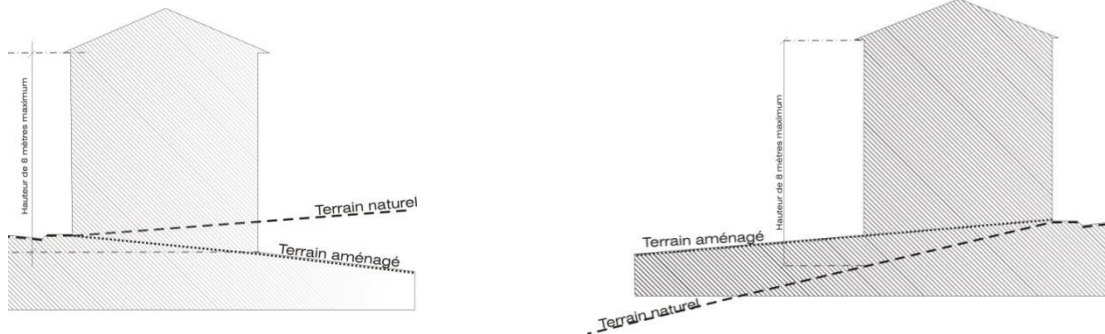 Hauteur de 8 mètres maximum
Terrain naturel
Terrain aménagé
Hauteur de 8 mètres maximum
Terrain aménagé
Terrain naturel